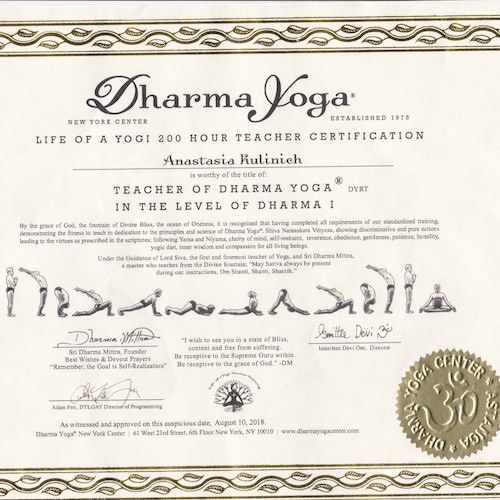 Dharma Yoga®
NEW YORK CENTER ESTABLISHED 1975
LIFE OF A YOGI 200 HOUR TEACHER CERTIFICATION
Anastasia Kulinich
is worthy of the title of:
TEACHER OF DHARMA YOGA® DYRT
IN THE LEVEL OF DHARMA I
By the grace of God, the fountain of Divine Bliss, the ocean of Oneness, it is recognized that having completed all requirements of our standardized training,
demonstrating the fitness to teach in dedication to the principles and science of Dharma Yoga®, Shiva Namaskara Vinyasa, showing discriminative and pure actions
leading to the virtues as prescribed in the scriptures; following Yama and Niyama, clarity of mind, self-restraint, reverence, obedience, gentleness, patience, humility,
yogic diet, inner wisdom and compassion for all living beings.
Under the Guidance of Lord Siva, the first and foremost teacher of Yoga, and Sri Dharma Mittra,
a master who teaches from the Divine fountain; "May Sattva always be present
during our instructions, Om Shanti, Shanti, Shantih."
Dharma Mittra
Sri Dharma Mittra, Founder
Best Wishes & Devout Prayers
"Remember, the Goal is Self-Realization"
"I wish to see you in a state of Bliss,
content and free from suffering.
Be receptive to the Supreme Guru within.
Be receptive to the grace of God." -DM
Ismittee Devi Om, Director
Adam Frei, DYLOAY Director of Programming
As witnessed and approved on this auspicious date, August 10, 2018.
Dharma Yoga® New York Center | 61 West 23rd Street, 6th Floor New York, NY 10010 | www.dharmayogacenter.com
DHARMA YOGA CENTER
ॐ